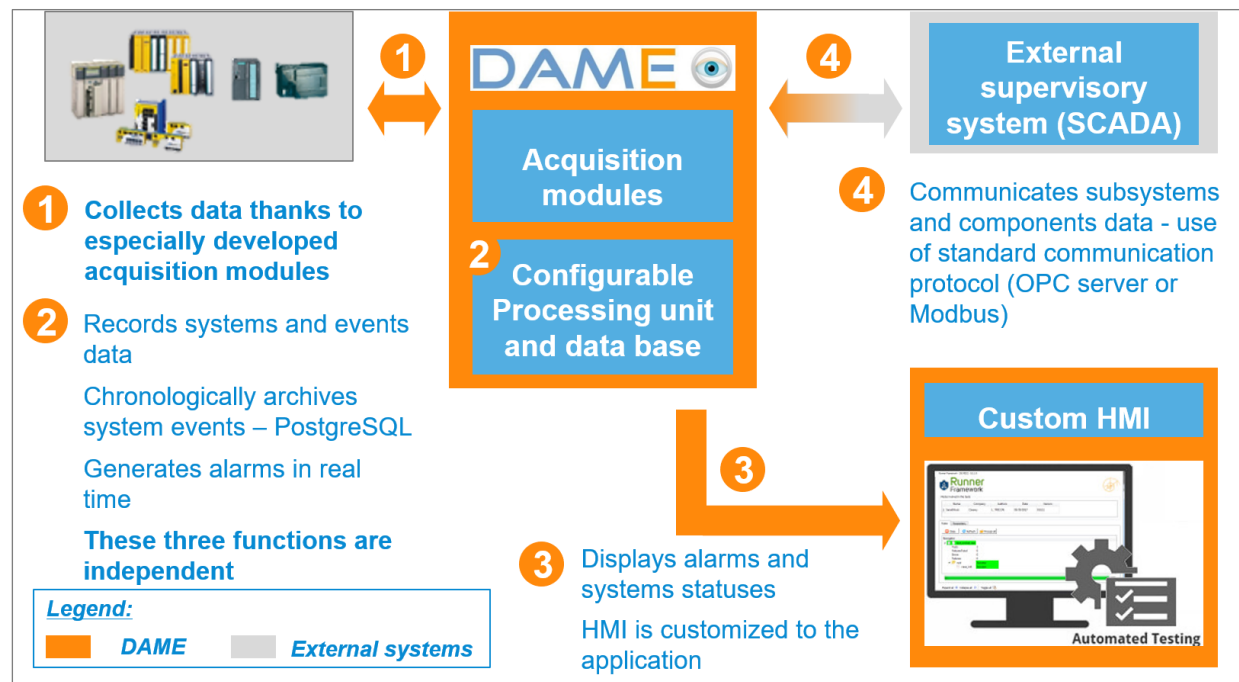 1
DAME
4
External
supervisory
system (SCADA)
Acquisition
modules
2
Configurable
Processing unit
and data base
1
Collects data thanks to
especially developed
acquisition modules
2
Records systems and events
data
Chronologically archives
system events – PostgreSQL
Generates alarms in real
time
These three functions are
independent
4
Communicates subsystems
and components data - use
of standard communication
protocol (OPC server or
Modbus)
3
Custom HMI
Runner
Framework
Automated Testing
3
Displays alarms and
systems statuses
HMI is customized to the
application
Legend:
DAME
External systems